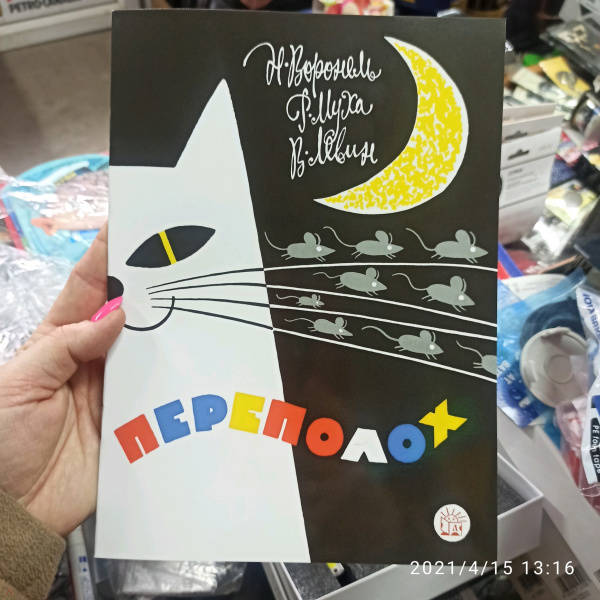 Н. Воронель
Р. Муха
В. Левин
ПЕРЕПОЛОХ
2021/4/15 13:16